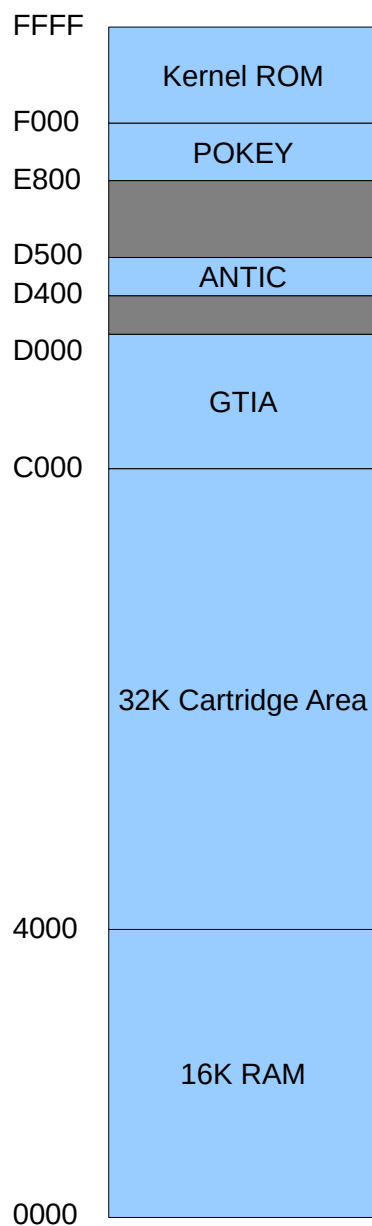 FFFF
Kernel ROM
F000
POKEY
E800
D500
ANTIC
D400
D000
GTIA
C000
32K Cartridge Area
4000
16K RAM
0000